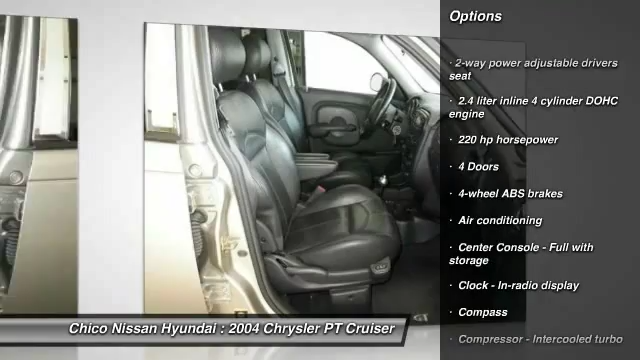 Options
· 2-way power adjustable drivers
seat
· 2.4 liter inline 4 cylinder DOHC
engine
· 220 hp horsepower
· 4 Doors
· 4-wheel ABS brakes
· Air conditioning
· Center Console - Full with
storage
· Clock - In-radio display
· Compass
· Compressor - Intercooled turbo
GT
Chico Nissan Hyundai : 2004 Chrysler PT Cruiser